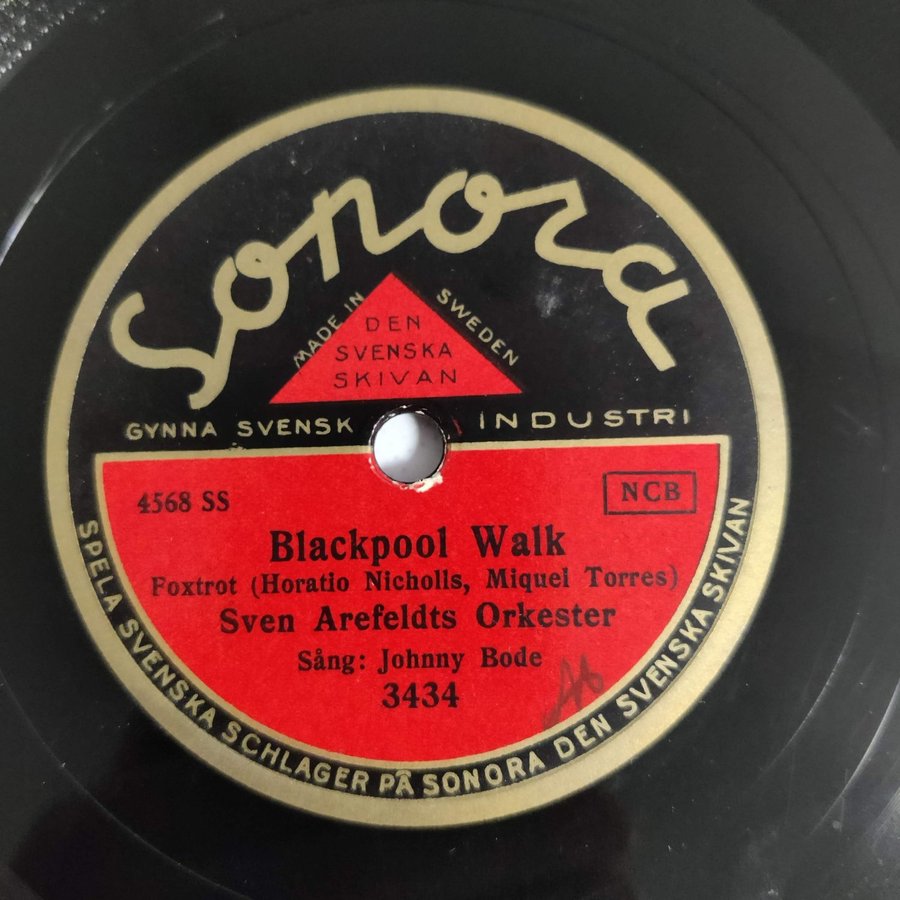 Sonora
MADE IN SWEDEN
DEN
SVENSKA
SKIVAN
GYNNA SVENSK INDUSTRI
4568 SS
NCB
Blackpool Walk
Foxtrot (Horatio Nicholls, Miquel Torres)
Sven Arefeldts Orkester
Sång: Johnny Bode
3434
SPELA SVENSKA SCHLAGER PÅ SONORA DEN SVENSKA SKIVAN